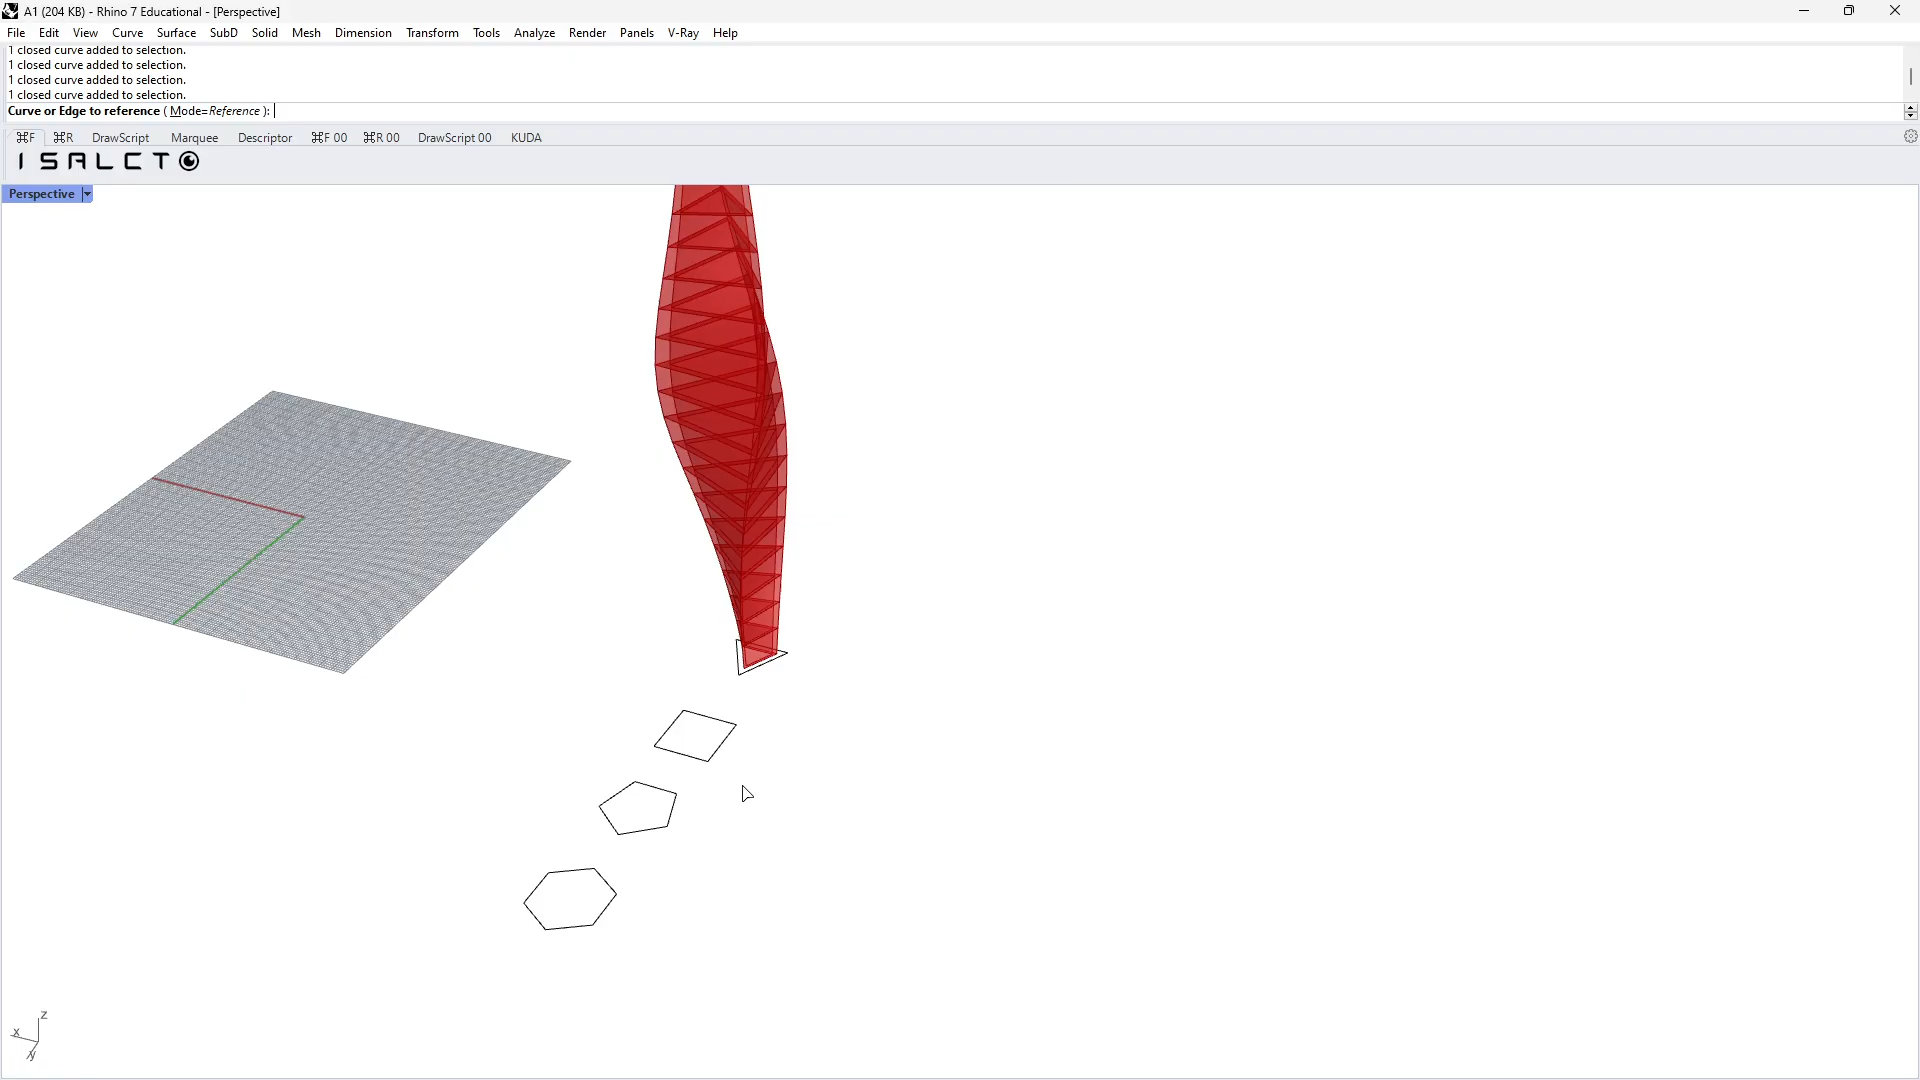 A1 (204 KB) - Rhino 7 Educational - [Perspective]
File Edit View Curve Surface SubD Solid Mesh Dimension Transform Tools Analyze Render Panels V-Ray Help
1 closed curve added to selection.
1 closed curve added to selection.
1 closed curve added to selection.
1 closed curve added to selection.
Curve or Edge to reference ( Mode=Reference ):
⌘F ⌘R DrawScript Marquee Descriptor ⌘F 00 ⌘R 00 DrawScript 00 KUDA
I S A L C T
Perspective
z
x
y